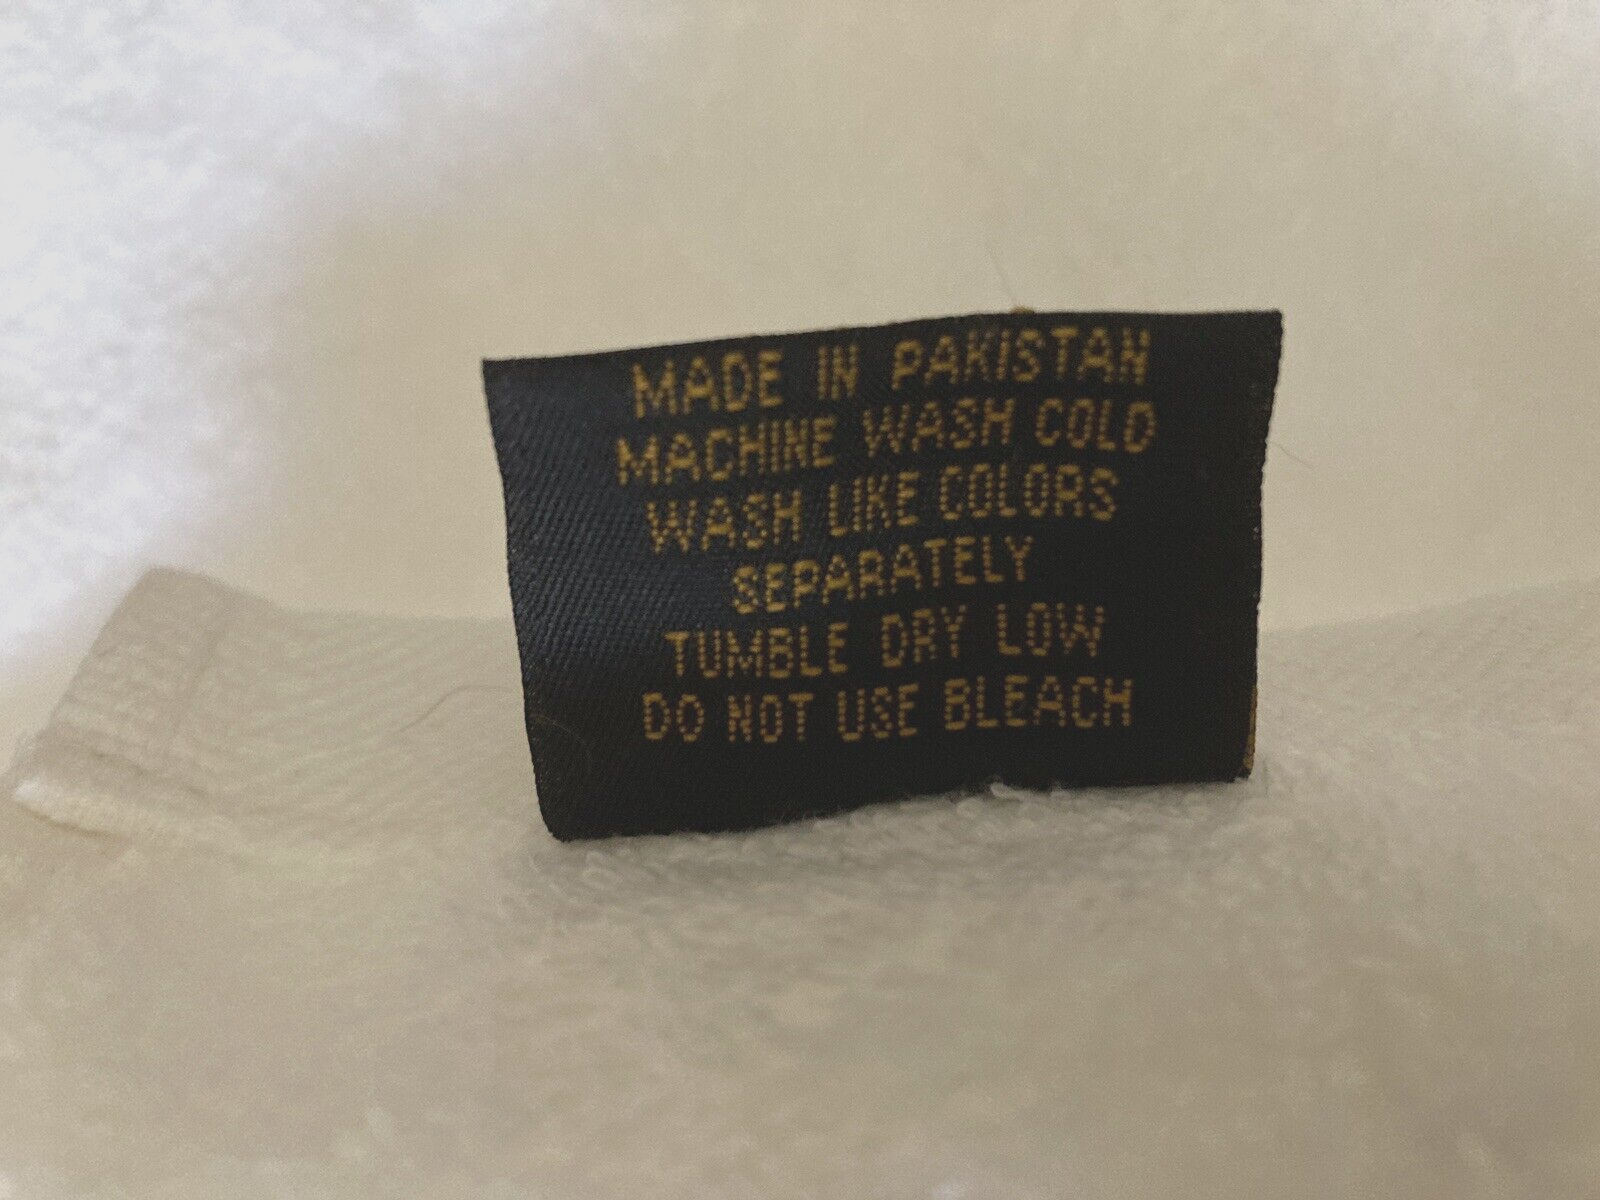 MADE IN PAKISTAN
MACHINE WASH COLD
WASH LIKE COLORS
SEPARATELY
TUMBLE DRY LOW
DO NOT USE BLEACH